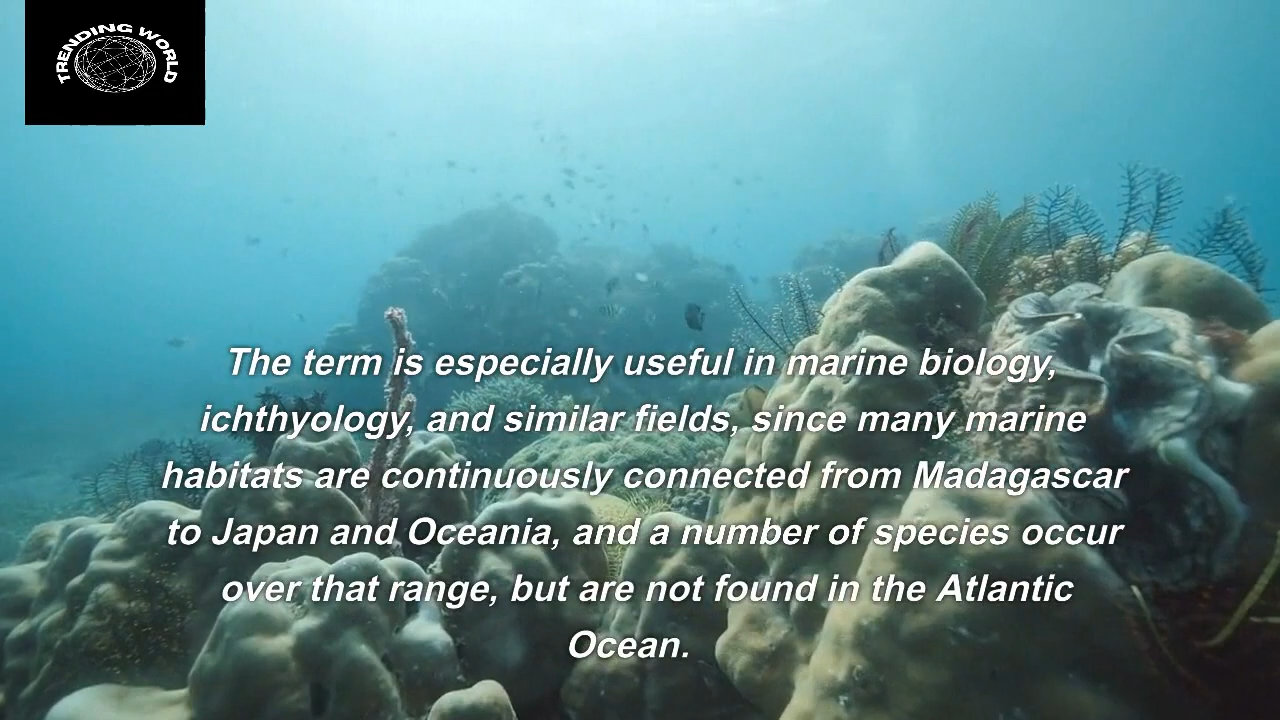 TRENDING WORLD
The term is especially useful in marine biology,
ichthyology, and similar fields, since many marine
habitats are continuously connected from Madagascar
to Japan and Oceania, and a number of species occur
over that range, but are not found in the Atlantic
Ocean.